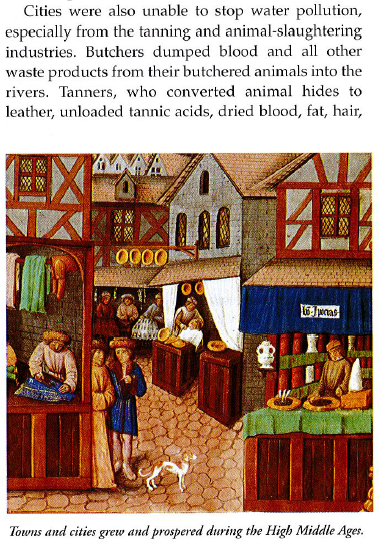 Cities were also unable to stop water pollution,
especially from the tanning and animal-slaughtering
industries. Butchers dumped blood and all other
waste products from their butchered animals into the
rivers. Tanners, who converted animal hides to
leather, unloaded tannic acids, dried blood, fat, hair,
Towns and cities grew and prospered during the High Middle Ages.